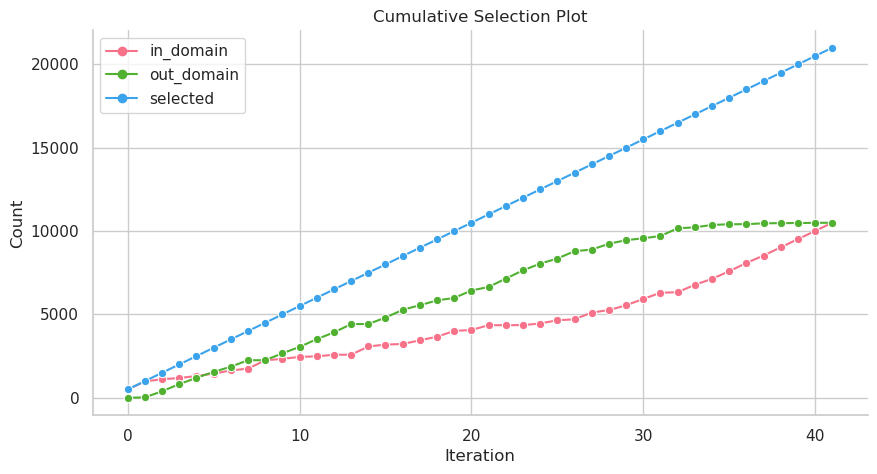 Cumulative Selection Plot
in_domain
out_domain
selected
20000
15000
10000
5000
0
Count
0 10 20 30 40
Iteration